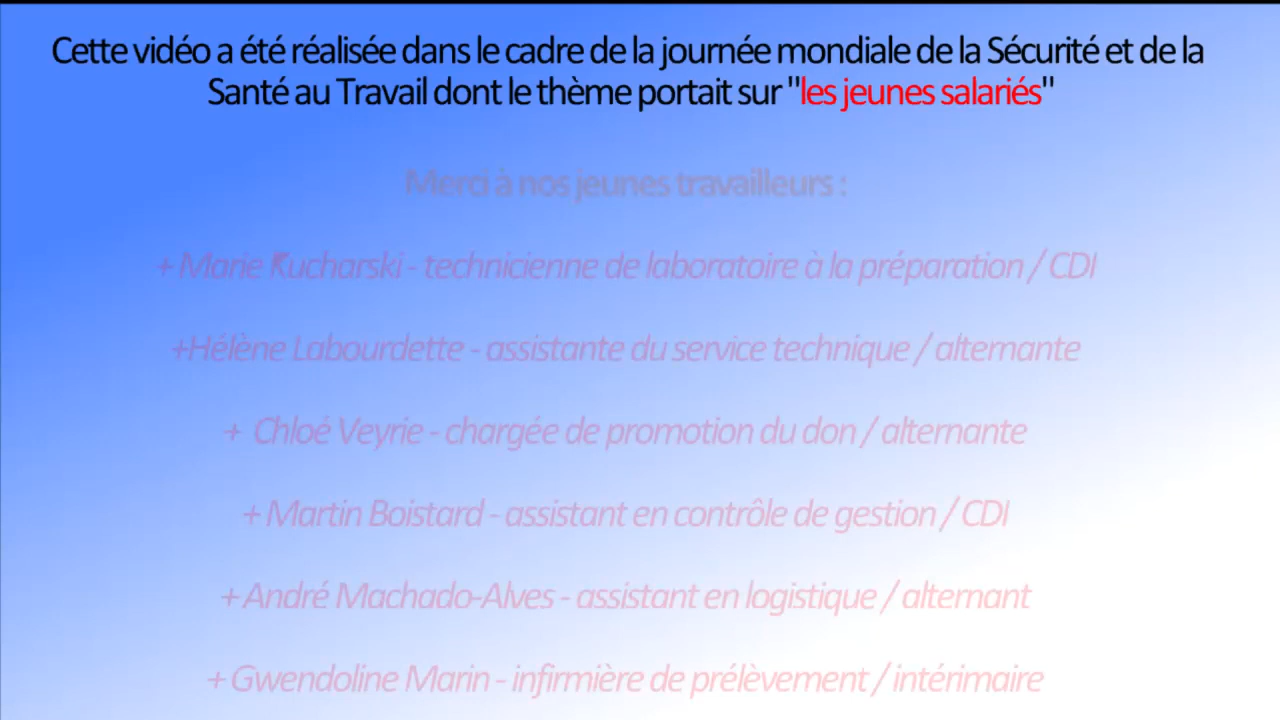 Cette vidéo a été réalisée dans le cadre de la journée mondiale de la Sécurité et de la
Santé au Travail dont le thème portait sur "les jeunes salariés"
Merci à nos jeunes travailleurs :
+ Marie Kucharski - technicienne de laboratoire à la préparation / CDI
+Hélène Labourdette - assistante du service technique / alternante
+ Chloé Veyrie - chargée de promotion du don / alternante
+ Martin Boistard - assistant en contrôle de gestion / CDI
+ André Machado-Alves - assistant en logistique / alternant
+ Gwendoline Marin - infirmière de prélèvement / intérimaire